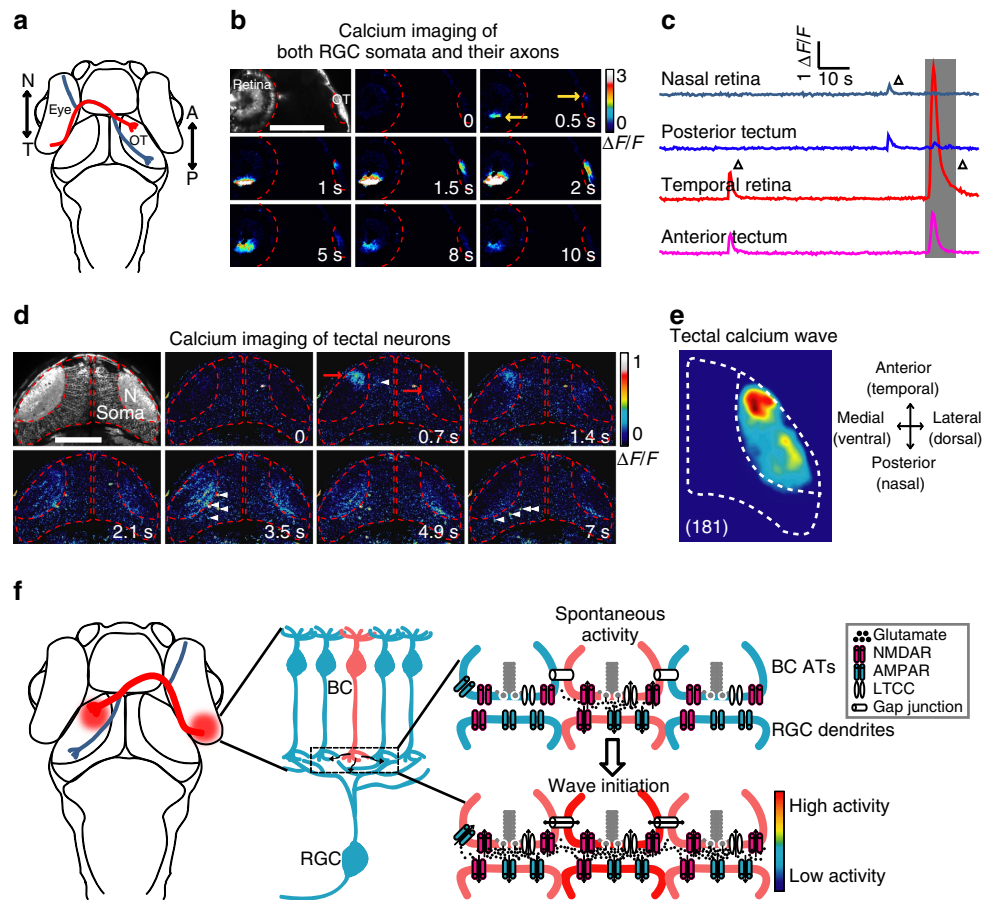 a
N
Eye
T
A
OT
P
b
Calcium imaging of
both RGC somata and their axons
Retina
OT
0
0.5 s
1 s
1.5 s
2 s
5 s
8 s
10 s
3
0
ΔF/F
c
1 ΔF/F
10 s
Nasal retina
Posterior tectum
Temporal retina
Anterior tectum
d
Calcium imaging of tectal neurons
N
Soma
0
0.7 s
1.4 s
2.1 s
3.5 s
4.9 s
7 s
1
0
ΔF/F
e
Tectal calcium wave
(181)
Anterior
(temporal)
Medial
(ventral)
Lateral
(dorsal)
Posterior
(nasal)
f
BC
RGC
Spontaneous
activity
BC ATs
RGC dendrites
Wave initiation
Glutamate
NMDAR
AMPAR
LTCC
Gap junction
High activity
Low activity